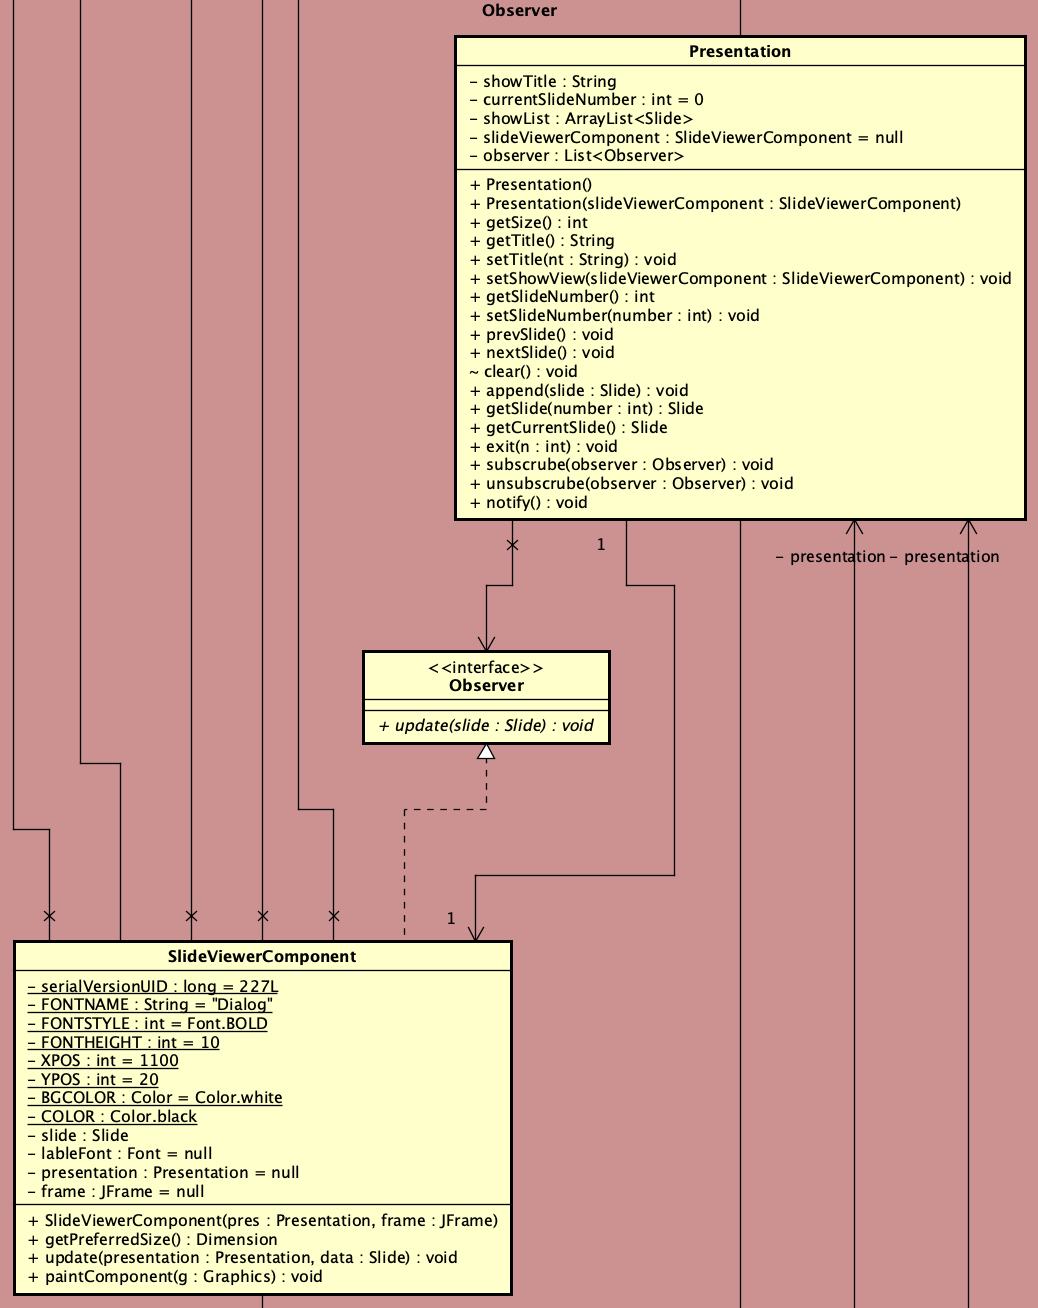 Observer
Presentation
- showTitle : String
- currentSlideNumber : int = 0
- showList : ArrayList<Slide>
- slideViewerComponent : SlideViewerComponent = null
- observer : List<Observer>
+ Presentation()
+ Presentation(slideViewerComponent : SlideViewerComponent)
+ getSize() : int
+ getTitle() : String
+ setTitle(nt : String) : void
+ setShowView(slideViewerComponent : SlideViewerComponent) : void
+ getSlideNumber() : int
+ setSlideNumber(number : int) : void
+ prevSlide() : void
+ nextSlide() : void
~ clear() : void
+ append(slide : Slide) : void
+ getSlide(number : int) : Slide
+ getCurrentSlide() : Slide
+ exit(n : int) : void
+ subscrube(observer : Observer) : void
+ unsubscrube(observer : Observer) : void
+ notify() : void
1
- presentation
- presentation
<<interface>>
Observer
+ update(slide : Slide) : void
1
SlideViewerComponent
- serialVersionUID : long = 227L
- FONTNAME : String = "Dialog"
- FONTSTYLE : int = Font.BOLD
- FONTHEIGHT : int = 10
- XPOS : int = 1100
- YPOS : int = 20
- BGCOLOR : Color = Color.white
- COLOR : Color.black
- slide : Slide
- lableFont : Font = null
- presentation : Presentation = null
- frame : JFrame = null
+ SlideViewerComponent(pres : Presentation, frame : JFrame)
+ getPreferredSize() : Dimension
+ update(presentation : Presentation, data : Slide) : void
+ paintComponent(g : Graphics) : void